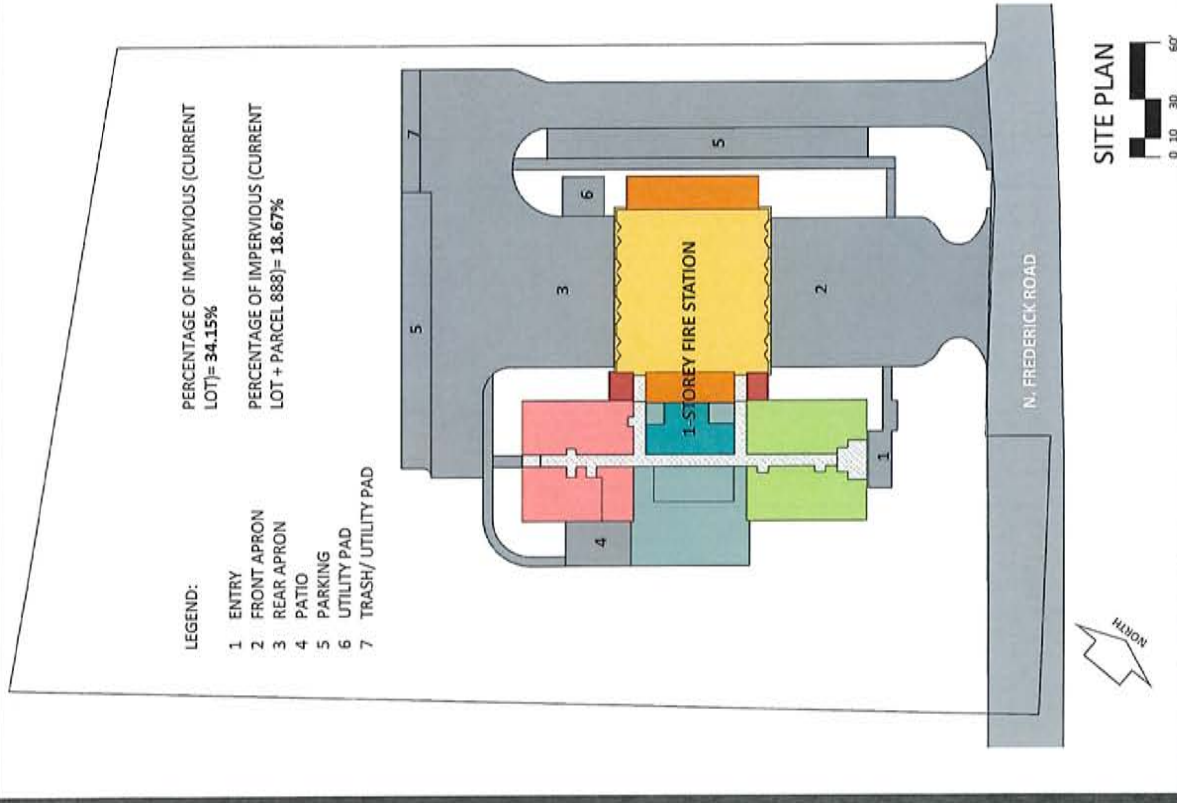 LEGEND:
1 ENTRY
2 FRONT APRON
3 REAR APRON
4 PATIO
5 PARKING
6 UTILITY PAD
7 TRASH/ UTILITY PAD
PERCENTAGE OF IMPERVIOUS (CURRENT
LOT)= 34.15%
PERCENTAGE OF IMPERVIOUS (CURRENT
LOT + PARCEL 888)= 18.67%
5
7
4
3
6
5
1-STOREY FIRE STATION
1
2
N. FREDERICK ROAD
NORTH
SITE PLAN
0 10 30 60'